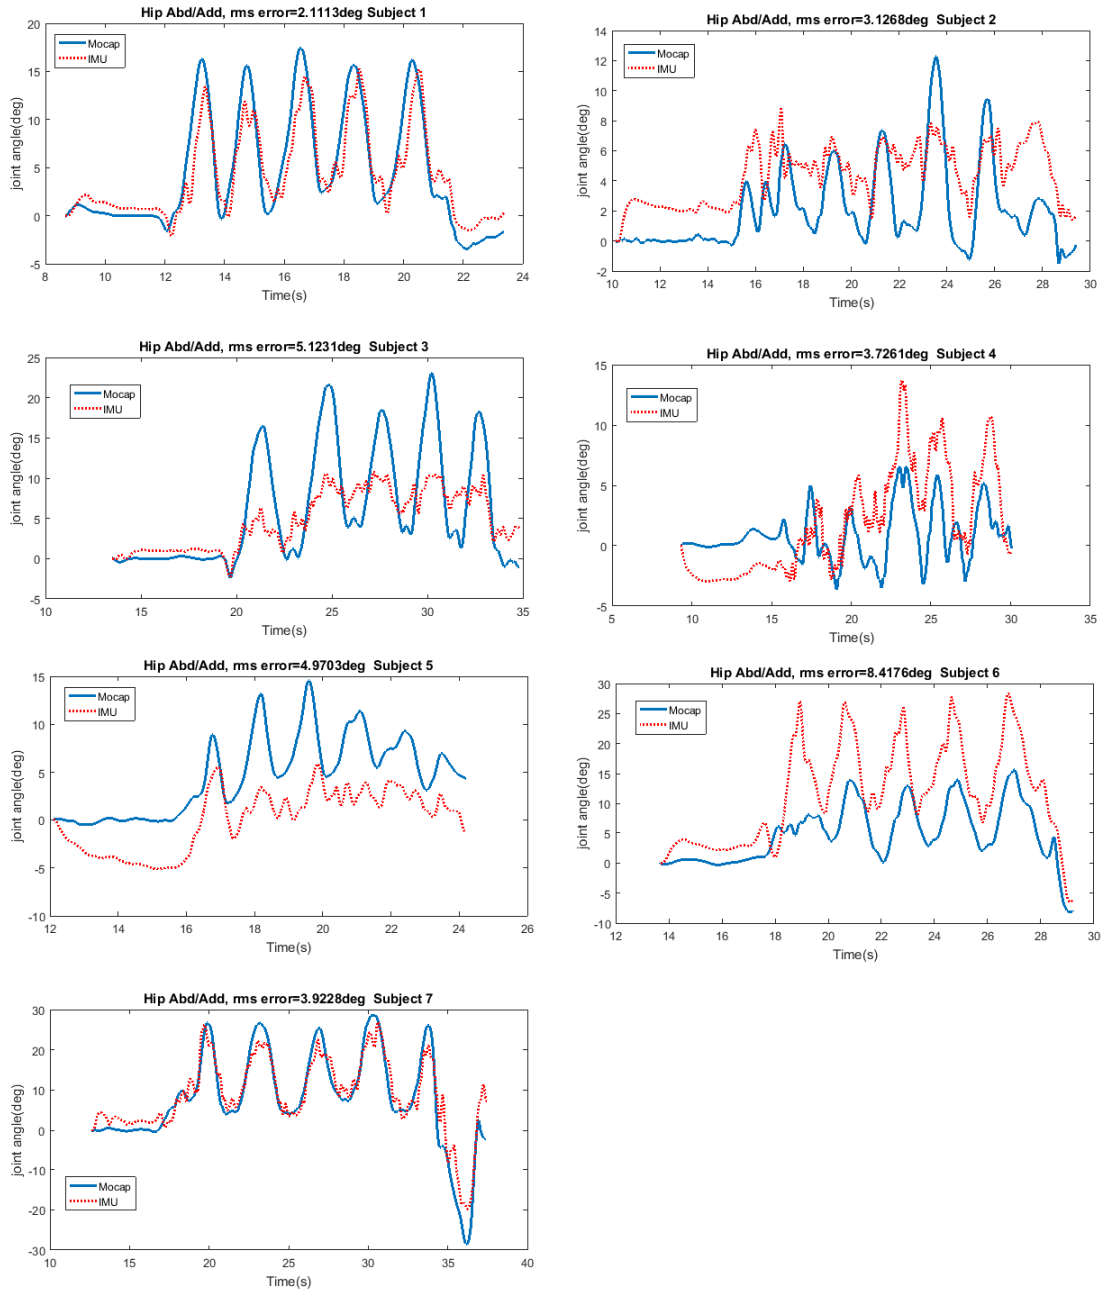 Hip Abd/Add, rms error=2.1113deg Subject 1
20
15
10
5
0
-5
joint angle(deg)
Mocap
IMU
8 10 12 14 16 18 20 22 24
Time(s)
Hip Abd/Add, rms error=3.1268deg Subject 2
14
12
10
8
6
4
2
0
-2
joint angle(deg)
Mocap
IMU
10 12 14 16 18 20 22 24 26 28 30
Time(s)
Hip Abd/Add, rms error=5.1231deg Subject 3
25
20
15
10
5
0
-5
joint angle(deg)
Mocap
IMU
10 15 20 25 30 35
Time(s)
Hip Abd/Add, rms error=3.7261deg Subject 4
15
10
5
0
-5
joint angle(deg)
Mocap
IMU
5 10 15 20 25 30 35
Time(s)
Hip Abd/Add, rms error=4.9703deg Subject 5
15
10
5
0
-5
-10
joint angle(deg)
Mocap
IMU
12 14 16 18 20 22 24 26
Time(s)
Hip Abd/Add, rms error=8.4176deg Subject 6
30
25
20
15
10
5
0
-5
-10
joint angle(deg)
Mocap
IMU
12 14 16 18 20 22 24 26 28 30
Time(s)
Hip Abd/Add, rms error=3.9228deg Subject 7
30
20
10
0
-10
-20
-30
joint angle(deg)
Mocap
IMU
10 15 20 25 30 35 40
Time(s)